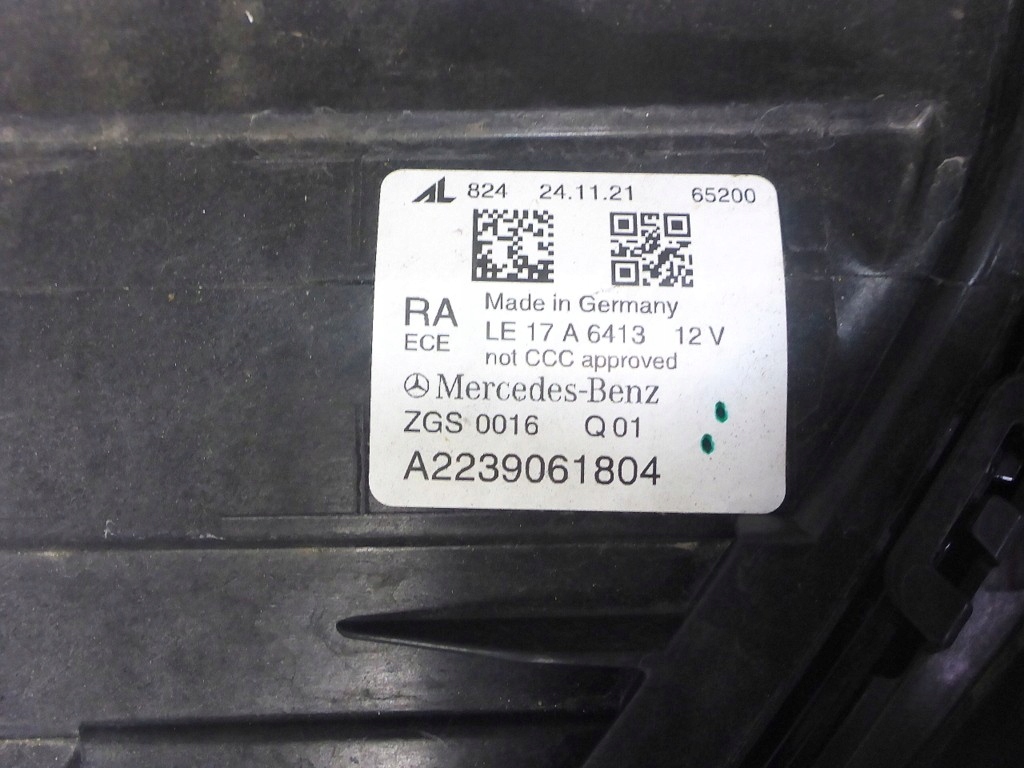 AL 824 24.11.21 65200
Made in Germany
RA LE 17 A 6413 12 V
ECE not CCC approved
Mercedes-Benz
ZGS 0016 Q 01
A2239061804